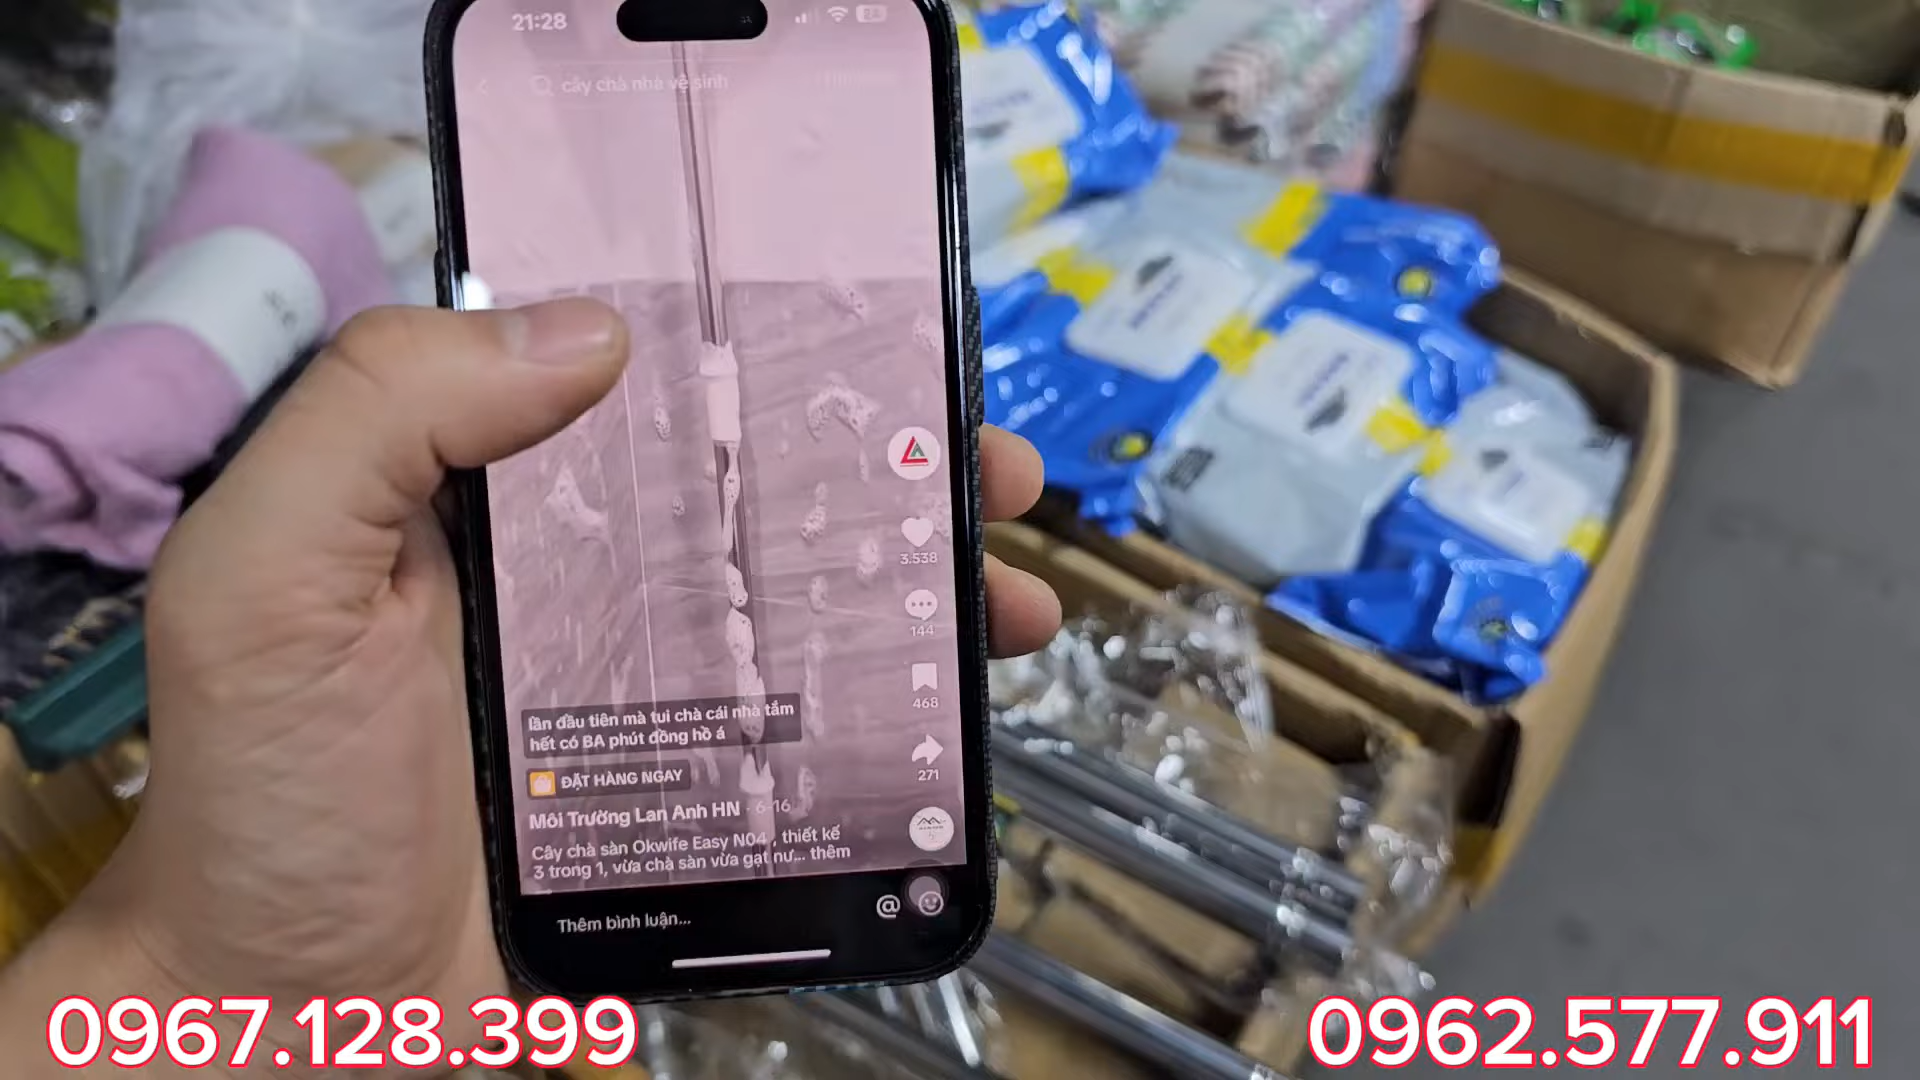 21:28
cây chà nhà vệ sinh
3.538
144
468
271
lần đầu tiên mà tui chà cái nhà tắm
hết có BA phút đồng hồ á
ĐẶT HÀNG NGAY
Môi Trường Lan Anh HN · 6-16
Cây chà sàn Okwife Easy N04 , thiết kế
3 trong 1, vừa chà sàn vừa gạt nư... thêm
Thêm bình luận...
@
0967.128.399
0962.577.911